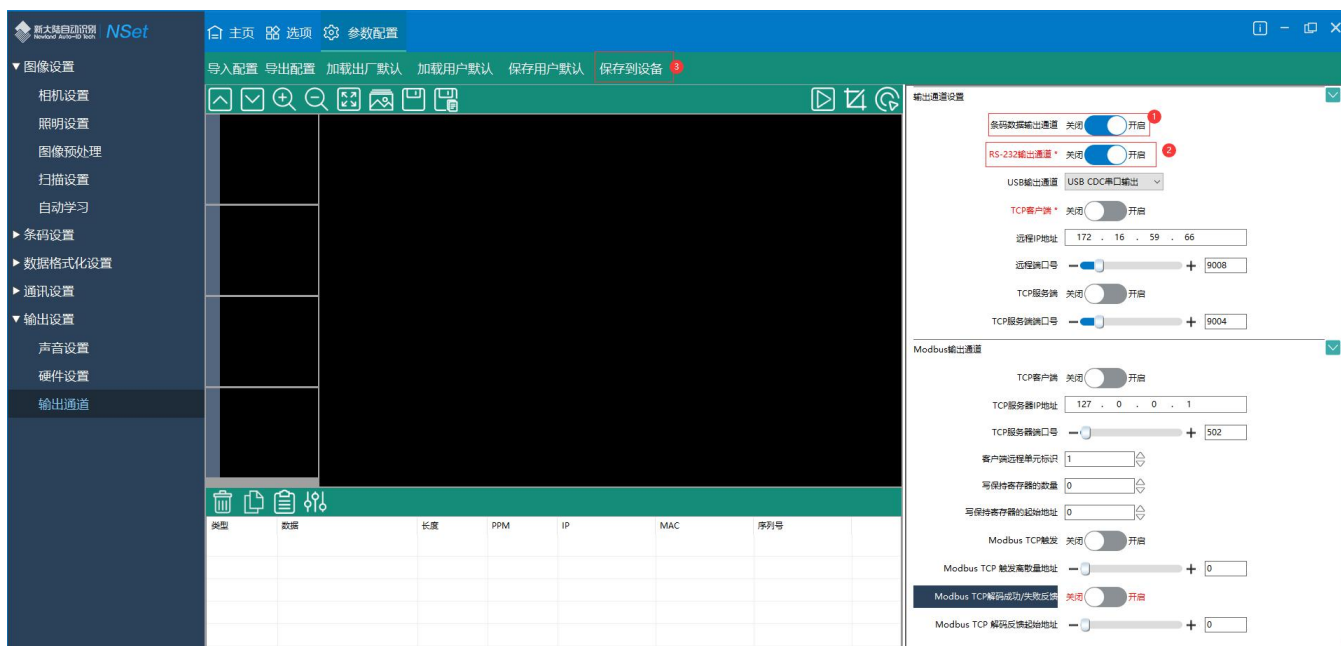 新大陆自动识别 NSet
Newland Auto-ID Tech
主页 选项 参数配置
导入配置 导出配置 加载出厂默认 加载用户默认 保存用户默认 保存到设备 3
图像设置
相机设置
照明设置
图像预处理
扫描设置
自动学习
条码设置
数据格式化设置
通讯设置
输出设置
声音设置
硬件设置
输出通道
类型 数据 长度 PPM IP MAC 序列号
输出通道设置
条码数据输出通道 关闭 开启 1
RS-232输出通道 * 关闭 开启 2
USB输出通道 USB CDC串口输出
TCP客户端 * 关闭 开启
远程IP地址 172 . 16 . 59 . 66
远程端口号 9008
TCP服务端 关闭 开启
TCP服务端端口号 9004
Modbus输出通道
TCP客户端 关闭 开启
TCP服务器IP地址 127 . 0 . 0 . 1
TCP服务器端口号 502
客户端远程单元标识 1
写保持寄存器的数量 0
写保持寄存器的起始地址 0
Modbus TCP触发 关闭 开启
Modbus TCP 触发离散量地址 0
Modbus TCP解码成功/失败反馈 关闭 开启
Modbus TCP 解码反馈起始地址 0